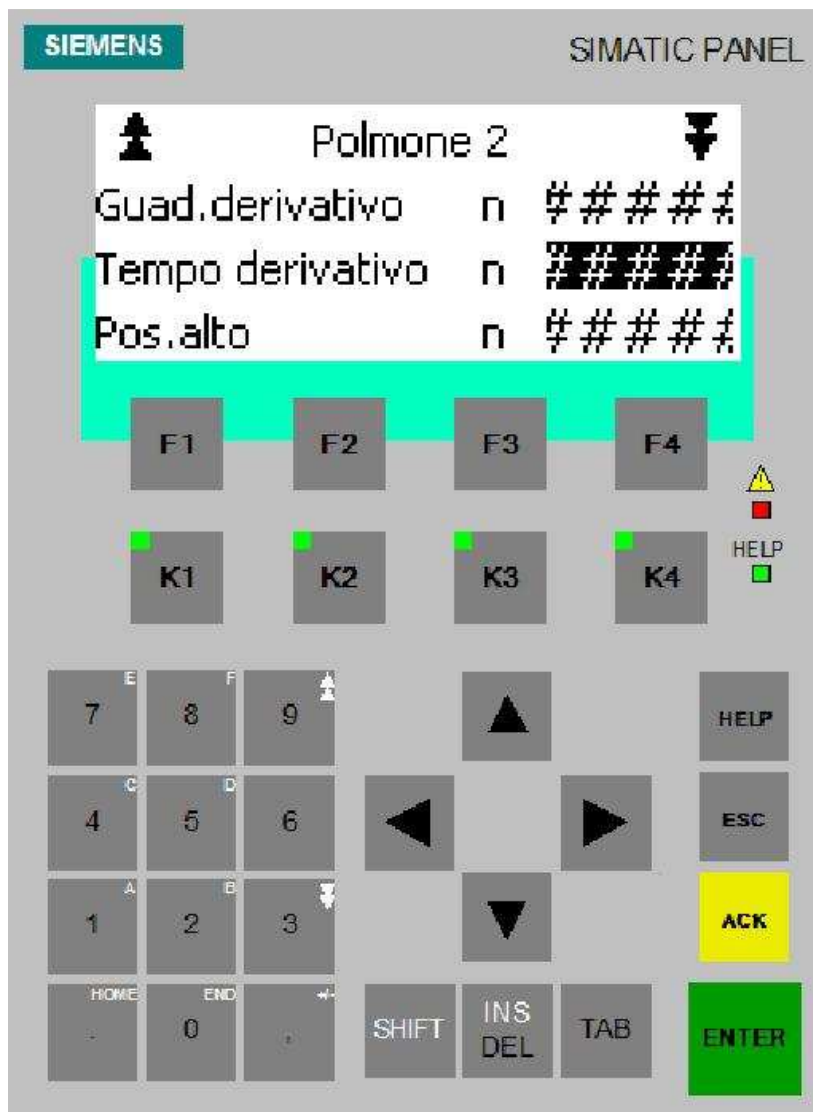 SIEMENS
SIMATIC PANEL
Polmone 2
Guad.derivativo n #####
Tempo derivativo n #####
Pos.alto n #####
F1 F2 F3 F4
K1 K2 K3 K4
HELP
E F
7 8 9
HELP
C D
4 5 6
ESC
A B
1 2 3
ACK
HOME END +/-
. 0 ,
SHIFT INS DEL TAB
ENTER